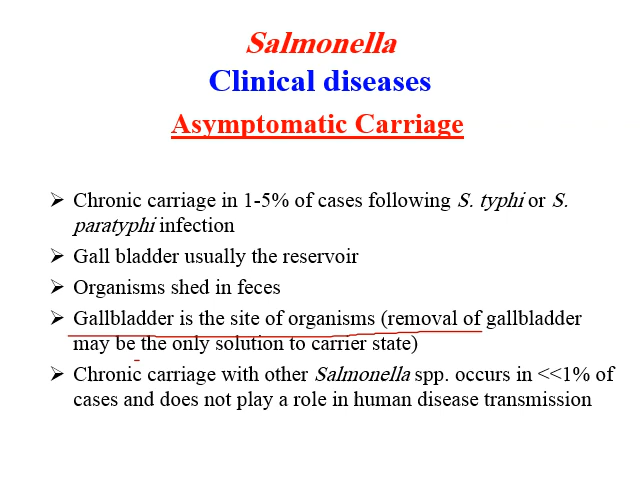 Salmonella
Clinical diseases
Asymptomatic Carriage
➢ Chronic carriage in 1-5% of cases following S. typhi or S.
paratyphi infection
➢ Gall bladder usually the reservoir
➢ Organisms shed in feces
➢ Gallbladder is the site of organisms (removal of gallbladder
may be the only solution to carrier state)
➢ Chronic carriage with other Salmonella spp. occurs in <<1% of
cases and does not play a role in human disease transmission